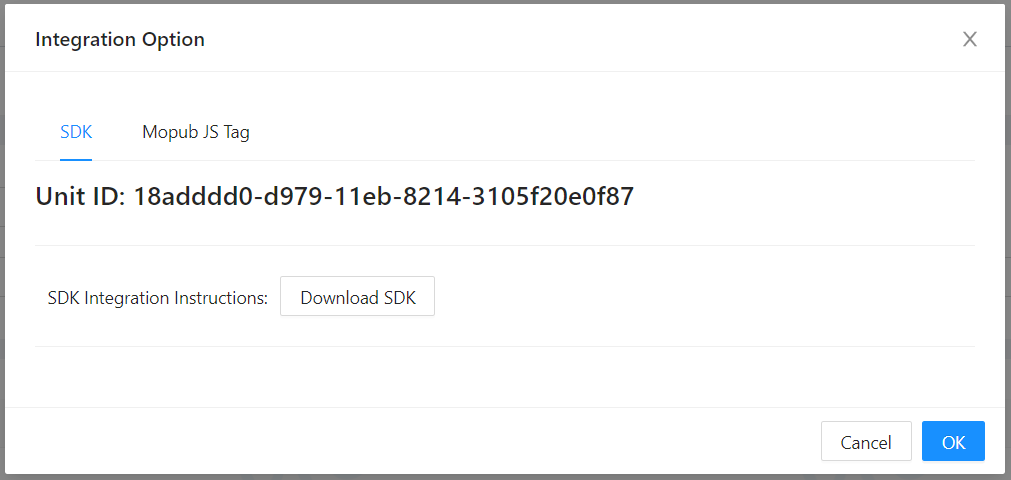 Integration Option
SDK
Mopub JS Tag
Unit ID: 18adddd0-d979-11eb-8214-3105f20e0f87
SDK Integration Instructions:
Download SDK
Cancel
OK